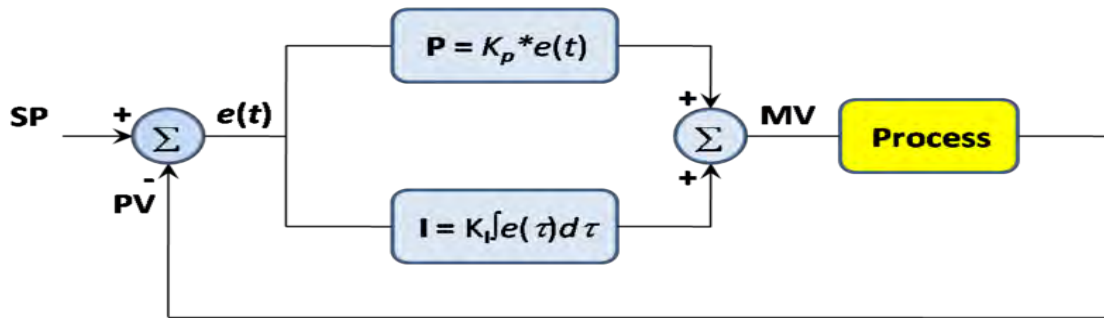 P = Kp*e(t)
SP
+
Σ
e(t)
+
Σ
MV
Process
-
PV
+
I = KI∫e(τ)dτ